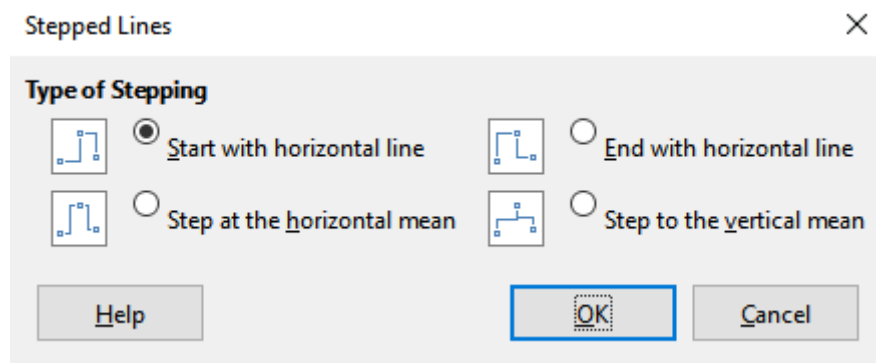 Stepped Lines
Type of Stepping
Start with horizontal line
End with horizontal line
Step at the horizontal mean
Step to the vertical mean
Help
OK
Cancel